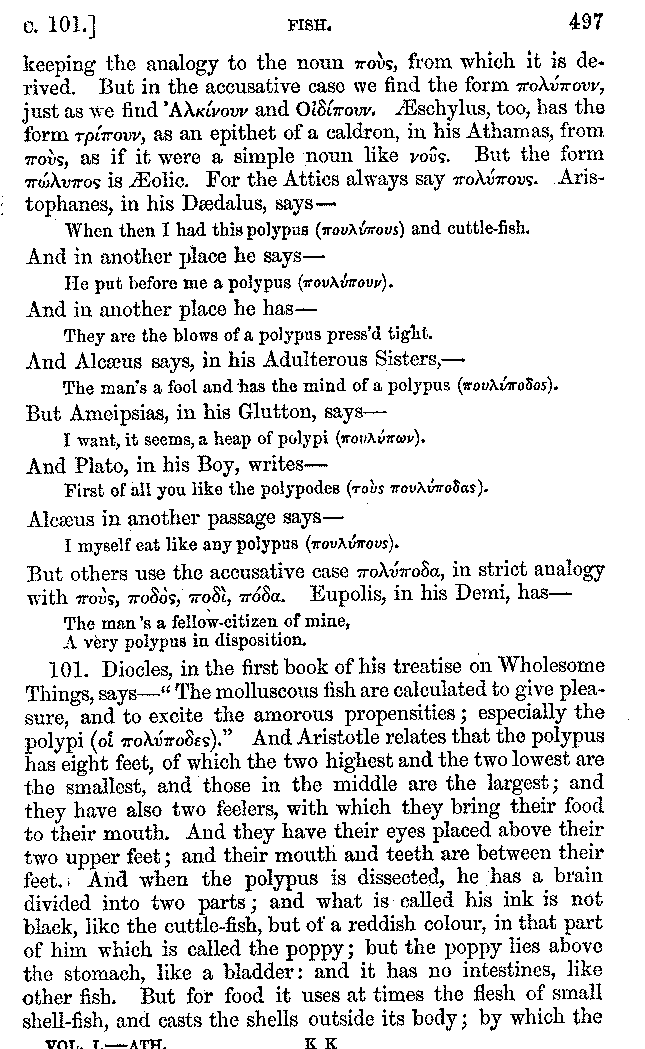 C. 101.] FISH. 497
keeping the analogy to the noun ποὺς, from which it is de-
rived. But in the accusative case we find the form πολύπουν,
just as we find Ἀλκίνουν and Οἰδίπουν. Æschylus, too, has the
form τρίπουν, as an epithet of a caldron, in his Athamas, from
ποὺς, as if it were a simple noun like νοῦς. But the form
πώλυπος is Æolic. For the Attics always say πολύπους. Aris-
tophanes, in his Dædalus, says—
When then I had this polypus (πουλύπους) and cuttle-fish.
And in another place he says—
He put before me a polypus (πουλύπουν).
And in another place he has—
They are the blows of a polypus press'd tight.
And Alcæus says, in his Adulterous Sisters,—
The man's a fool and has the mind of a polypus (πουλύποδος).
But Ameipsias, in his Glutton, says—
I want, it seems, a heap of polypi (πουλύπων).
And Plato, in his Boy, writes—
First of all you like the polypodes (τοὺς πουλύποδας).
Alcæus in another passage says—
I myself eat like any polypus (πουλύπους).
But others use the accusative case πολύποδα, in strict analogy
with ποὺς, ποδὸς, ποδὶ, πόδα. Eupolis, in his Demi, has—
The man's a fellow-citizen of mine,
A very polypus in disposition.
101. Diocles, in the first book of his treatise on Wholesome
Things, says—“The molluscous fish are calculated to give plea-
sure, and to excite the amorous propensities; especially the
polypi (οἱ πολύποδες).” And Aristotle relates that the polypus
has eight feet, of which the two highest and the two lowest are
the smallest, and those in the middle are the largest; and
they have also two feelers, with which they bring their food
to their mouth. And they have their eyes placed above their
two upper feet; and their mouth and teeth are between their
feet. And when the polypus is dissected, he has a brain
divided into two parts; and what is called his ink is not
black, like the cuttle-fish, but of a reddish colour, in that part
of him which is called the poppy; but the poppy lies above
the stomach, like a bladder: and it has no intestines, like
other fish. But for food it uses at times the flesh of small
shell-fish, and casts the shells outside its body; by which the
VOL. I.—ATH. K K